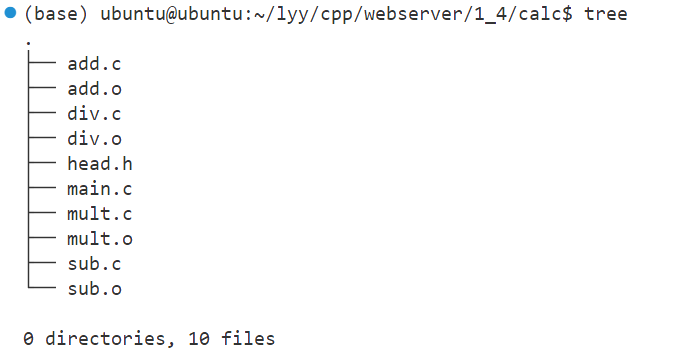 (base) ubuntu@ubuntu:~/lyy/cpp/webserver/1_4/calc$ tree
.
├── add.c
├── add.o
├── div.c
├── div.o
├── head.h
├── main.c
├── mult.c
├── mult.o
├── sub.c
└── sub.o
0 directories, 10 files